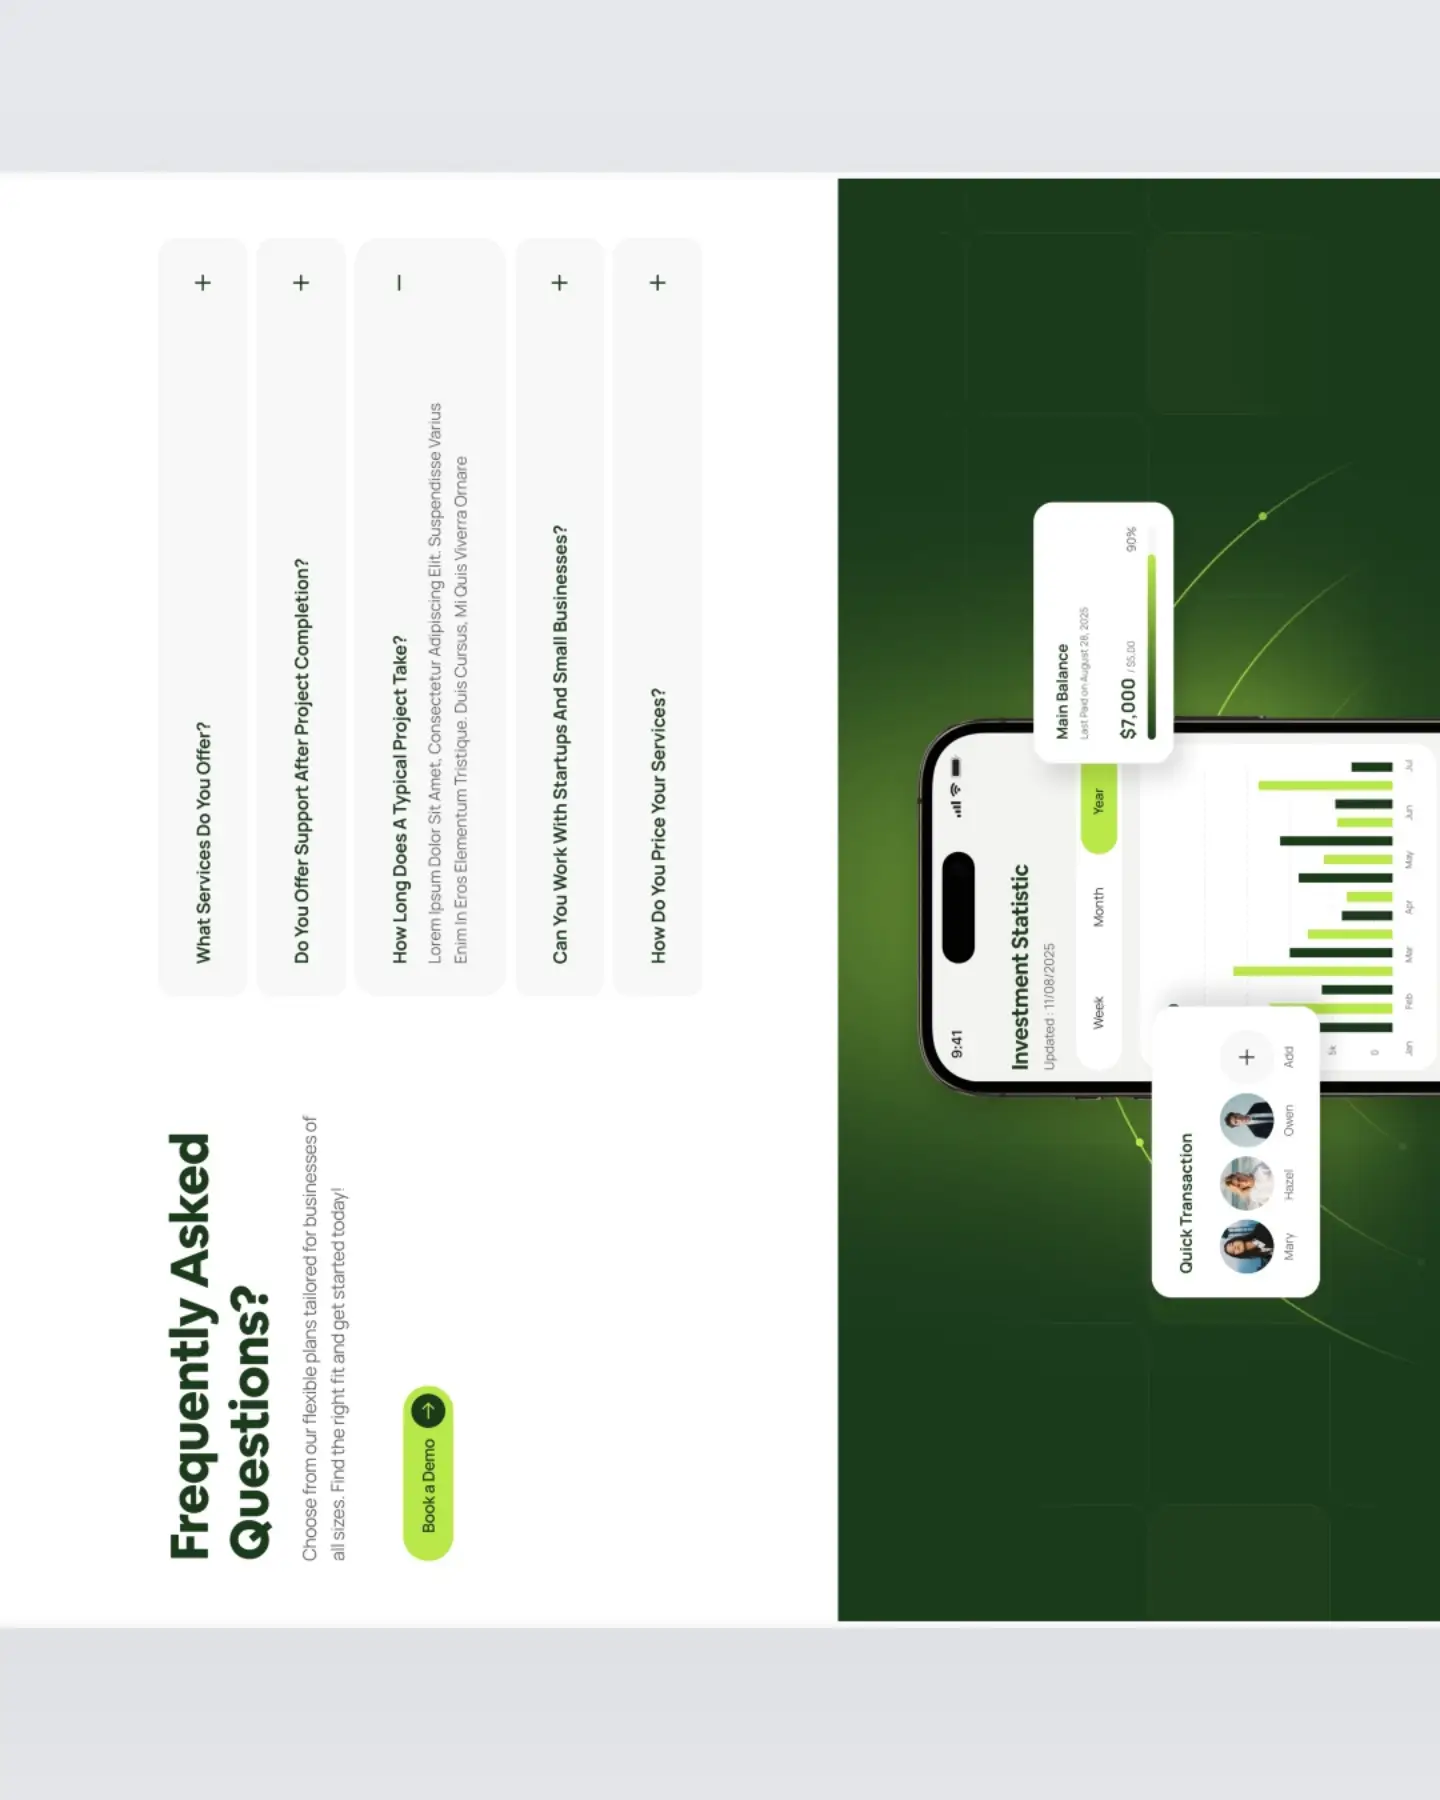 Frequently Asked
Questions?
Choose from our flexible plans tailored for businesses of
all sizes. Find the right fit and get started today!
Book a Demo
What Services Do You Offer?
Do You Offer Support After Project Completion?
How Long Does A Typical Project Take?
Lorem Ipsum Dolor Sit Amet, Consectetur Adipiscing Elit. Suspendisse Varius
Enim In Eros Elementum Tristique. Duis Cursus, Mi Quis Viverra Ornare
Can You Work With Startups And Small Businesses?
How Do You Price Your Services?
9:41
Investment Statistic
Updated : 11/08/2025
Week Month Year
Main Balance
Last Paid on August 28, 2025
$7,000 / $5.00 90%
Quick Transaction
Mary Hazel Owen Add
5k
0
Jan Feb Mar Apr May Jun Jul